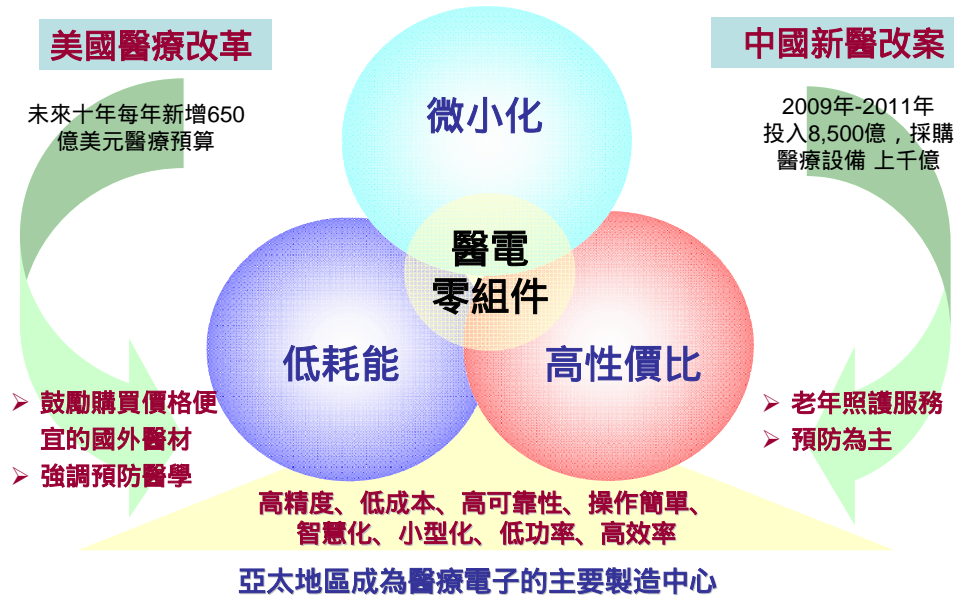 美國醫療改革
未來十年每年新增650
億美元醫療預算
➢ 鼓勵購買價格便
宜的國外醫材
➢ 強調預防醫學
微小化
醫電
零組件
低耗能
高性價比
中國新醫改案
2009年-2011年
投入8,500億，採購
醫療設備 上千億
➢ 老年照護服務
➢ 預防為主
高精度、低成本、高可靠性、操作簡單、
智慧化、小型化、低功率、高效率
亞太地區成為醫療電子的主要製造中心